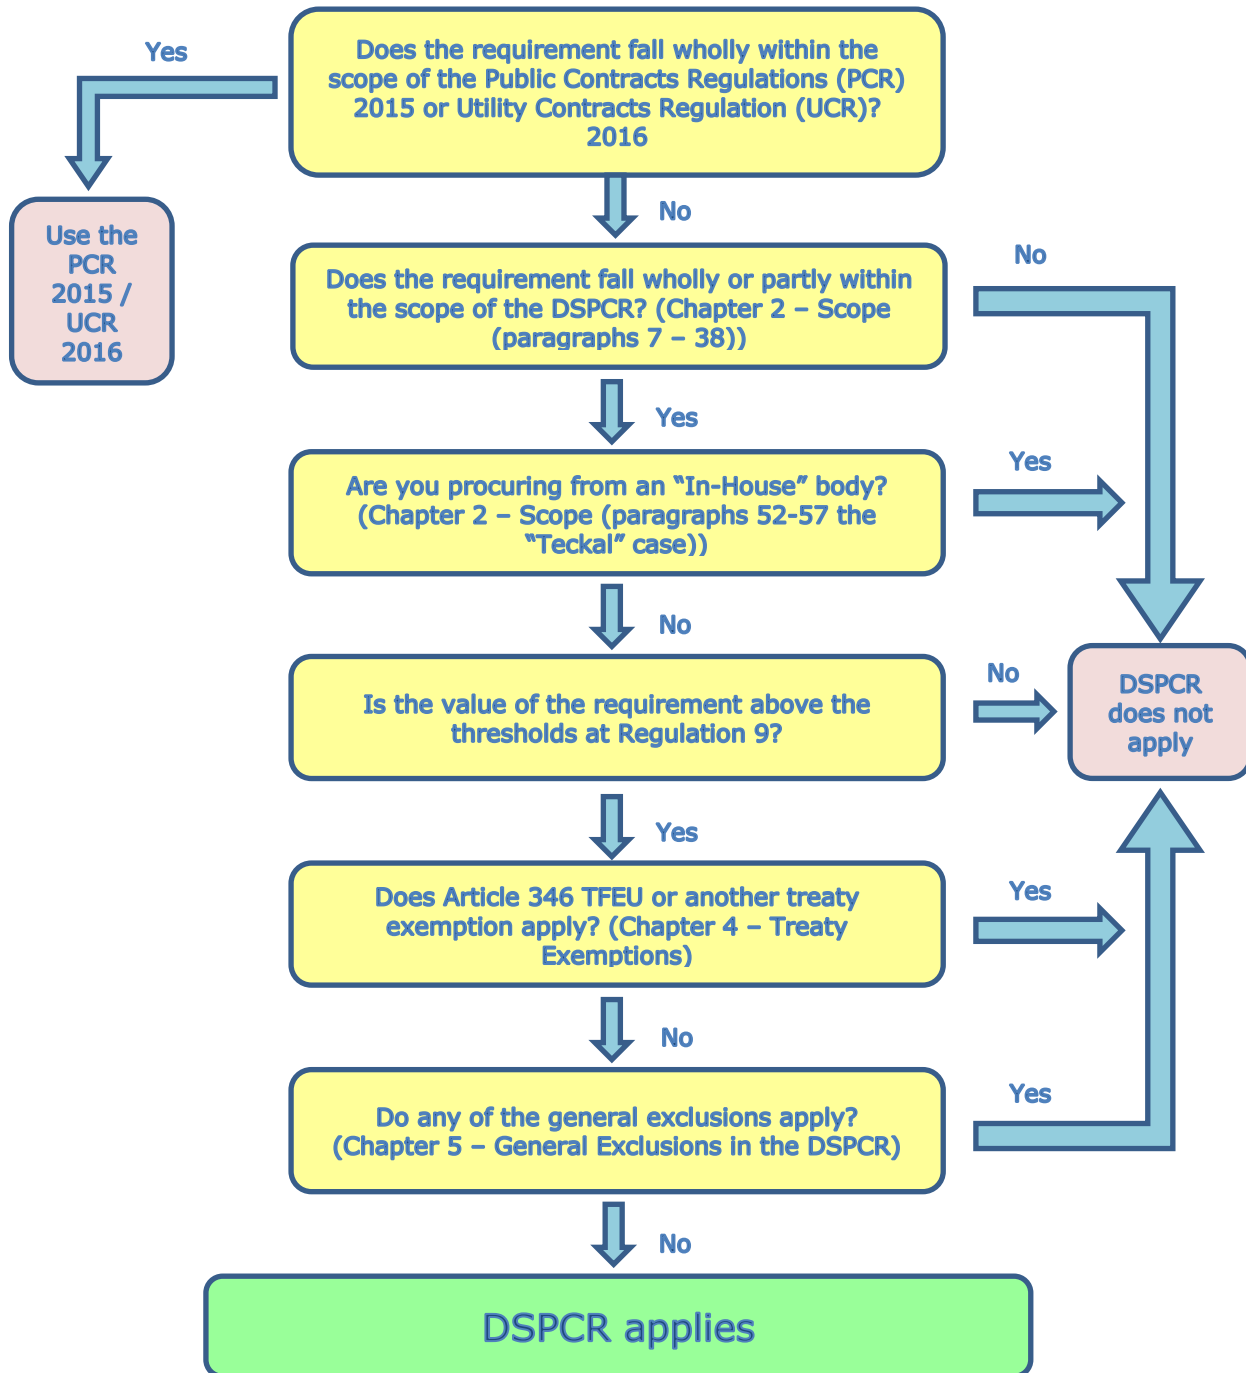 Yes
Does the requirement fall wholly within the
scope of the Public Contracts Regulations (PCR)
2015 or Utility Contracts Regulation (UCR)?
2016
No
Use the
PCR
2015 /
UCR
2016
Does the requirement fall wholly or partly within
the scope of the DSPCR? (Chapter 2 – Scope
(paragraphs 7 – 38))
No
Yes
Are you procuring from an “In-House” body?
(Chapter 2 – Scope (paragraphs 52-57 the
“Teckal” case))
Yes
No
Is the value of the requirement above the
thresholds at Regulation 9?
No
DSPCR
does not
apply
Yes
Does Article 346 TFEU or another treaty
exemption apply? (Chapter 4 – Treaty
Exemptions)
Yes
No
Do any of the general exclusions apply?
(Chapter 5 – General Exclusions in the DSPCR)
Yes
No
DSPCR applies